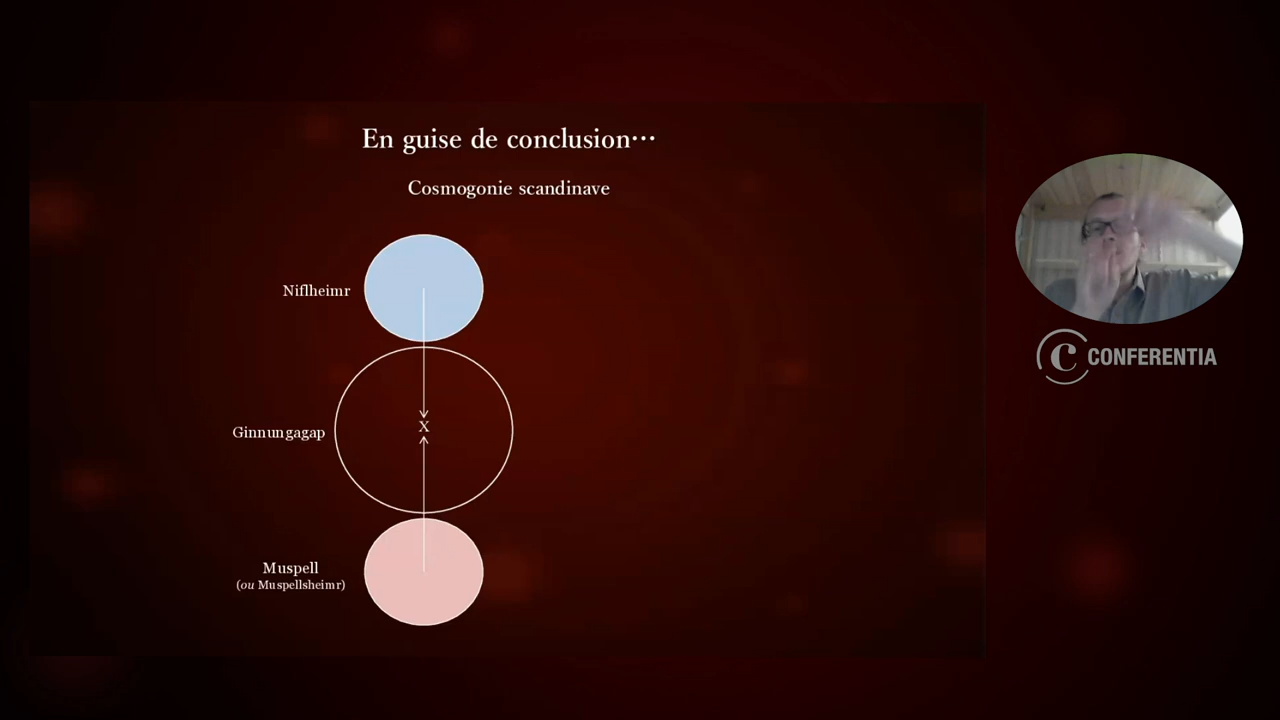 En guise de conclusion···
Cosmogonie scandinave
Niflheimr
Ginnungagap
X
Muspell
(ou Muspellsheimr)
C CONFERENTIA